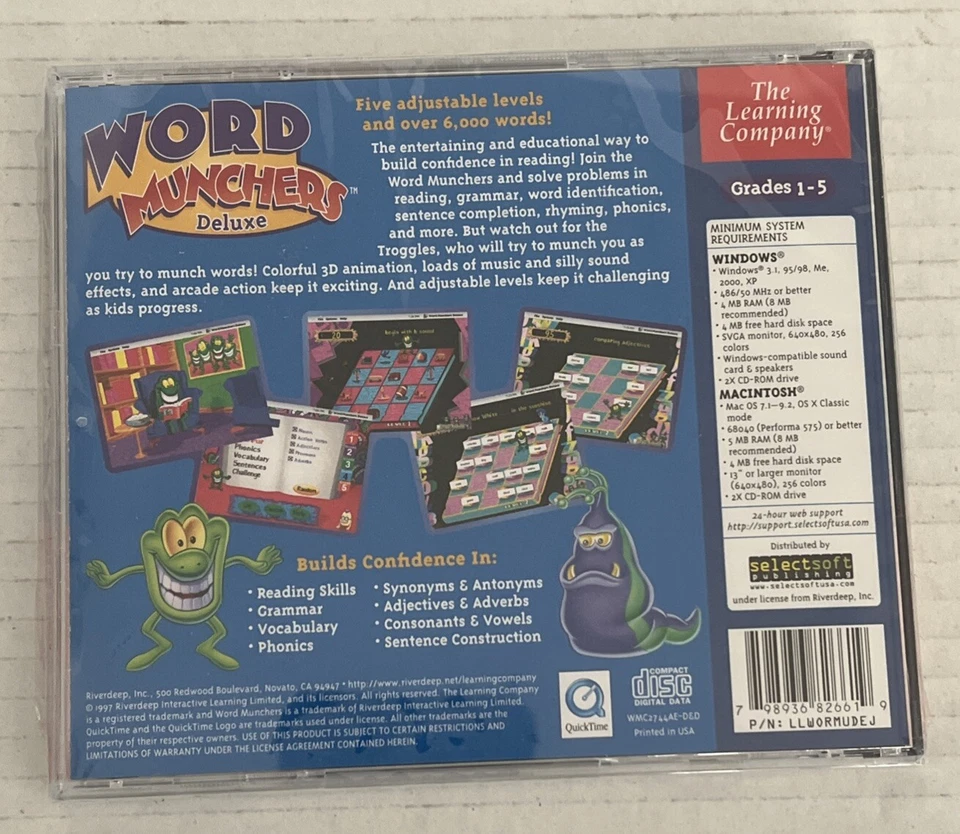 WORD
MUNCHERS™
Deluxe
Five adjustable levels
and over 6,000 words!
The entertaining and educational way to
build confidence in reading! Join the
Word Munchers and solve problems in
reading, grammar, word identification,
sentence completion, rhyming, phonics,
and more. But watch out for the
Troggles, who will try to munch you as
you try to munch words! Colorful 3D animation, loads of music and silly sound
effects, and arcade action keep it exciting. And adjustable levels keep it challenging
as kids progress.
Phonics
Vocabulary
Sentences
Challenge
Builds Confidence In:
• Reading Skills
• Grammar
• Vocabulary
• Phonics
• Synonyms & Antonyms
• Adjectives & Adverbs
• Consonants & Vowels
• Sentence Construction
Riverdeep, Inc., 500 Redwood Boulevard, Novato, CA 94947 • http://www.riverdeep.net/learningcompany
© 1997 Riverdeep Interactive Learning Limited, and its licensors. All rights reserved. The Learning Company
is a registered trademark and Word Munchers is a trademark of Riverdeep Interactive Learning Limited.
QuickTime and the QuickTime Logo are trademarks used under license. All other trademarks are the
property of their respective owners. USE OF THIS PRODUCT IS SUBJECT TO CERTAIN RESTRICTIONS AND
LIMITATIONS OF WARRANTY UNDER THE LICENSE AGREEMENT CONTAINED HEREIN.
QuickTime
COMPACT
disc
DIGITAL DATA
WMC2744AE-D&D
Printed in USA
The
Learning
Company®
Grades 1-5
MINIMUM SYSTEM
REQUIREMENTS
WINDOWS®
• Windows® 3.1, 95/98, Me,
2000, XP
• 486/50 MHz or better
• 4 MB RAM (8 MB
recommended)
• 4 MB free hard disk space
• SVGA monitor, 640x480, 256
colors
• Windows-compatible sound
card & speakers
• 2X CD-ROM drive
MACINTOSH®
• Mac OS 7.1–9.2, OS X Classic
mode
• 68040 (Performa 575) or better
• 5 MB RAM (8 MB
recommended)
• 4 MB free hard disk space
• 13" or larger monitor
(640x480), 256 colors
• 2X CD-ROM drive
24-hour web support
http://support.selectsoftusa.com
Distributed by
selectsoft
publishing
www.selectsoftusa.com
under license from Riverdeep, Inc.
7 98936 82661 9
P/N: LLWORMUDEJ